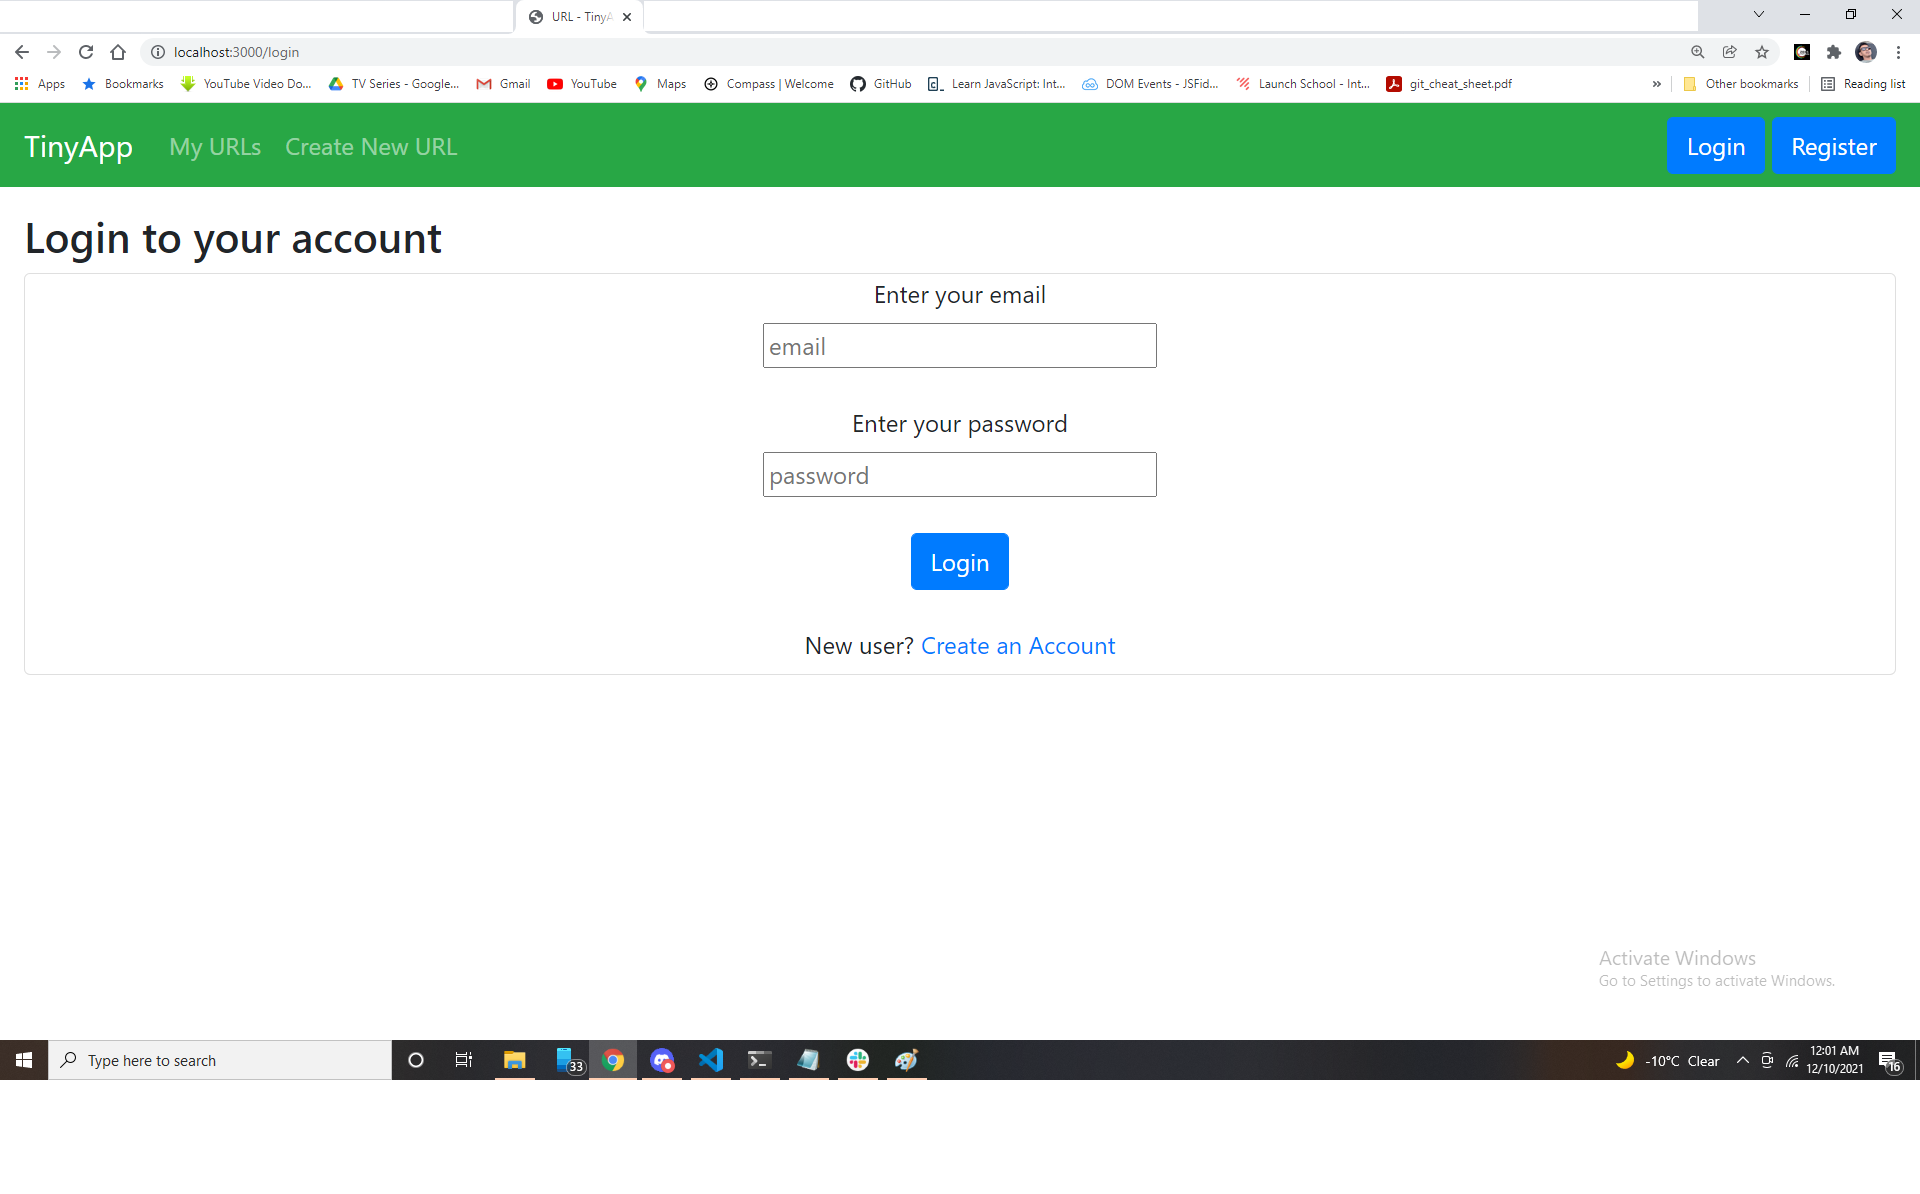 URL - TinyA
localhost:3000/login
Apps Bookmarks YouTube Video Do... TV Series - Google... Gmail YouTube Maps Compass | Welcome GitHub Learn JavaScript: Int... DOM Events - JSFid... Launch School - Int... git_cheat_sheet.pdf » Other bookmarks Reading list
TinyApp My URLs Create New URL Login Register
Login to your account
Enter your email
email
Enter your password
password
Login
New user? Create an Account
Activate Windows
Go to Settings to activate Windows.
Type here to search 33 -10°C Clear 12:01 AM
12/10/2021 16